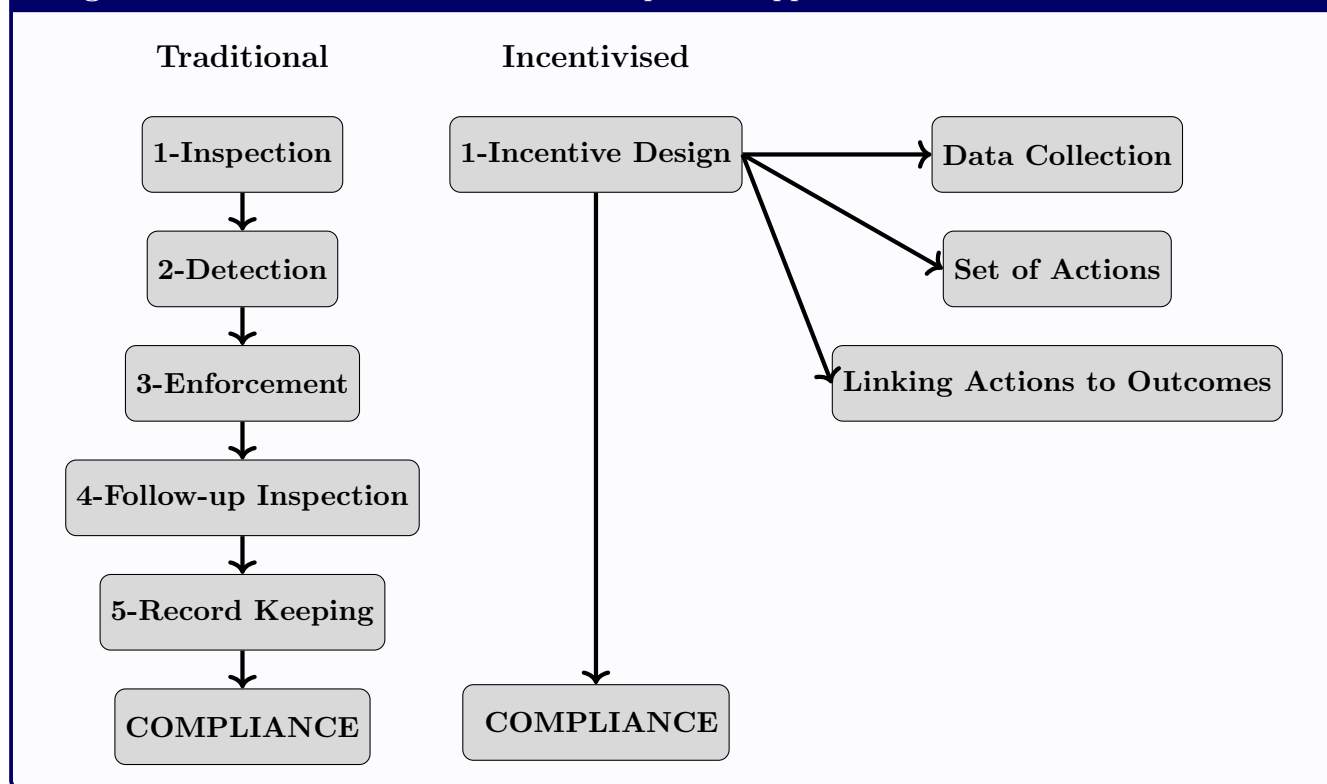 Traditional
Incentivised
1-Inspection
1-Incentive Design
Data Collection
2-Detection
Set of Actions
3-Enforcement
Linking Actions to Outcomes
4-Follow-up Inspection
5-Record Keeping
COMPLIANCE
COMPLIANCE